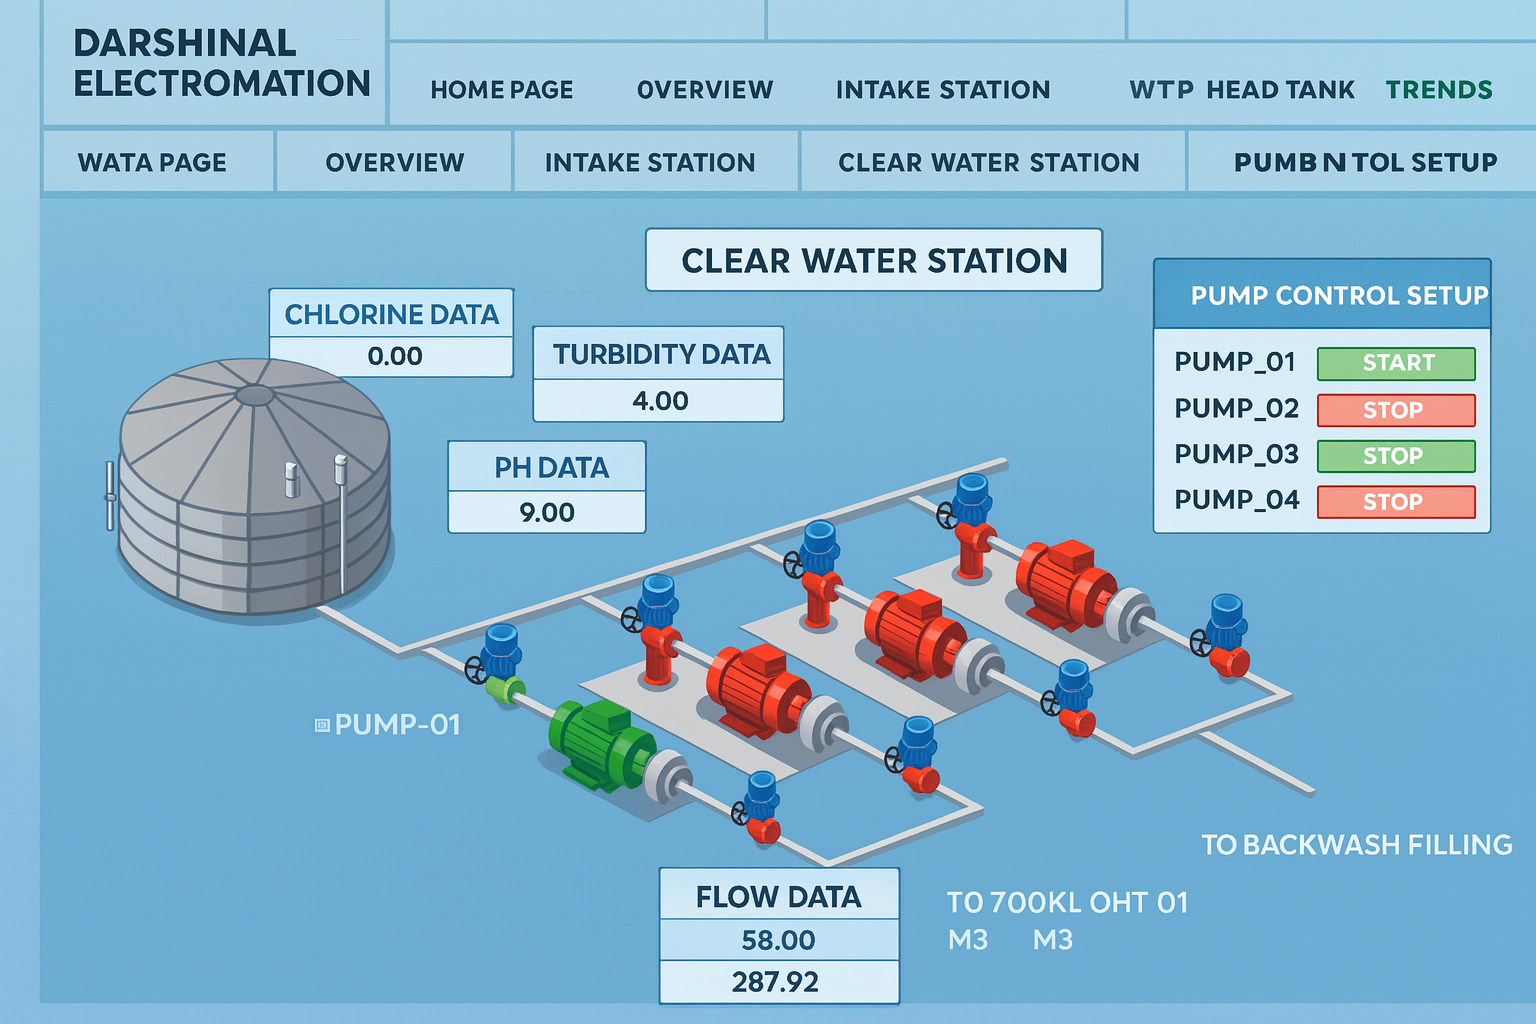 DARSHINAL
ELECTROMATION
HOME PAGE OVERVIEW INTAKE STATION WTP HEAD TANK TRENDS
WATA PAGE OVERVIEW INTAKE STATION CLEAR WATER STATION PUMB N TOL SETUP
CLEAR WATER STATION
CHLORINE DATA
0.00
TURBIDITY DATA
4.00
PH DATA
9.00
PUMP CONTROL SETUP
PUMP_01 START
PUMP_02 STOP
PUMP_03 STOP
PUMP_04 STOP
PUMP-01
TO BACKWASH FILLING
FLOW DATA
58.00
287.92
TO 700KL OHT 01
M3 M3